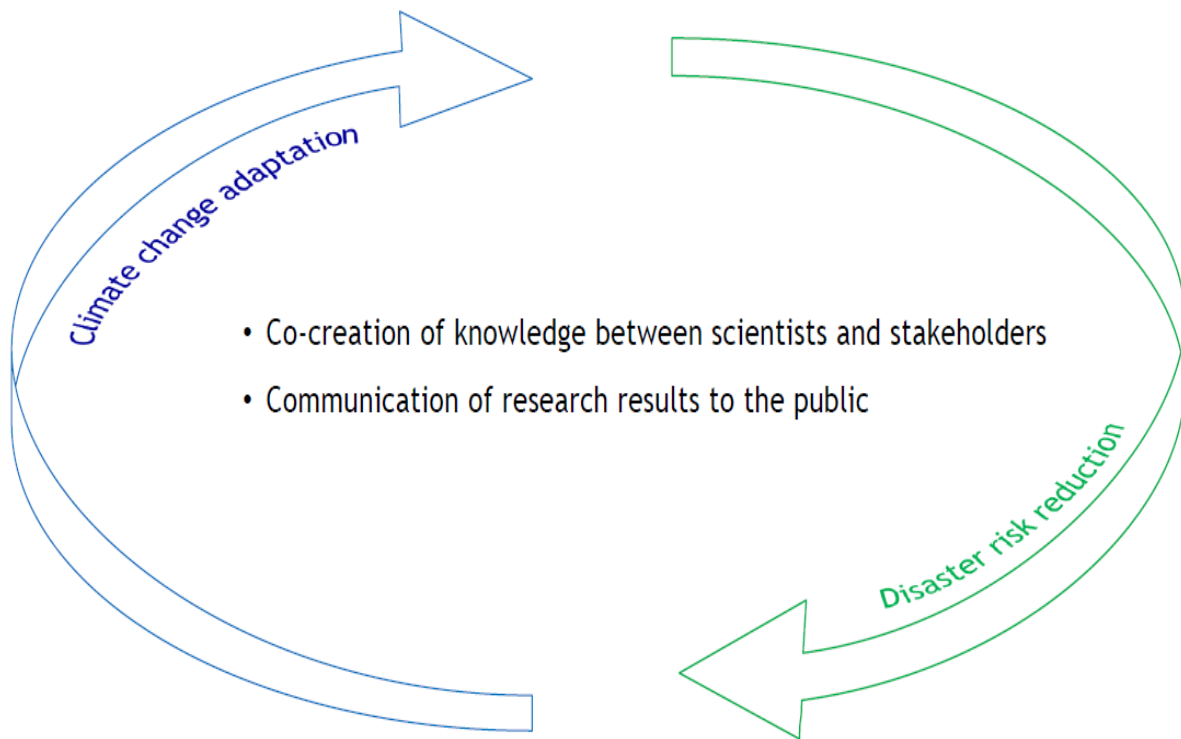 Climate change adaptation
• Co-creation of knowledge between scientists and stakeholders
• Communication of research results to the public
Disaster risk reduction